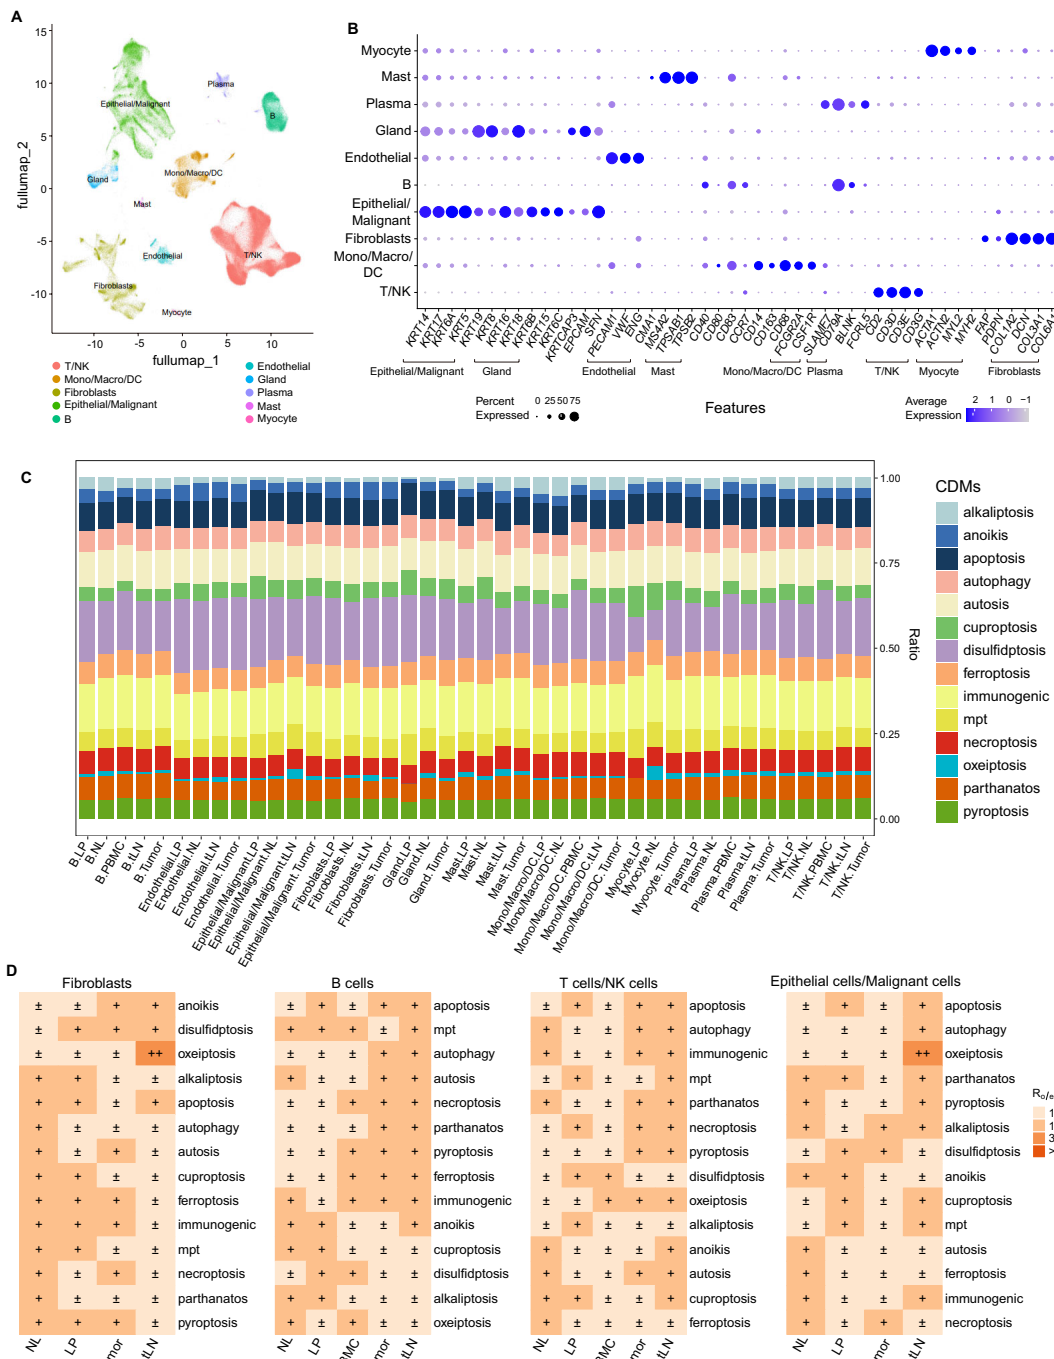 A
15
10
5
0
-5
-10
-10
0
10
fullumap_2
fullumap_1
Epithelial/Malignant
Plasma
B
Gland
Mono/Macro/DC
Mast
Endothelial
T/NK
Fibroblasts
Myocyte
T/NK
Mono/Macro/DC
Fibroblasts
Epithelial/Malignant
B
Endothelial
Gland
Plasma
Mast
Myocyte
B
Myocyte
Mast
Plasma
Gland
Endothelial
B
Epithelial/
Malignant
Fibroblasts
Mono/Macro/
DC
T/NK
KRT14
KRT17
KRT6A
KRT5
KRT19
KRT8
KRT16
KRT18
KRT6B
KRT15
KRT6C
KRTCAP3
EPCAM
SFN
PECAM1
VWF
ENG
CMA1
MS4A2
TPSAB1
TPSB2
CD40
CD80
CD83
CCR7
CD14
CD163
CD68
FCGR2A
CSF1R
SLAMF7
CD79A
BLNK
FCRL5
CD2
CD3D
CD3E
CD3G
ACTA1
ACTN2
MYL2
MYH2
FAP
PDPN
COL1A2
DCN
COL3A1
COL6A1
Epithelial/Malignant
Gland
Endothelial
Mast
Mono/Macro/DC
Plasma
T/NK
Myocyte
Fibroblasts
Percent
Expressed
0 25 50 75
Features
Average
Expression
2 1 0 −1
C
1.00
0.75
0.50
0.25
0.00
Ratio
CDMs
alkaliptosis
anoikis
apoptosis
autophagy
autosis
cuproptosis
disulfidptosis
ferroptosis
immunogenic
mpt
necroptosis
oxeiptosis
parthanatos
pyroptosis
B.LP
B.NL
B.PBMC
B.tLN
B.Tumor
Endothelial.LP
Endothelial.NL
Endothelial.tLN
Endothelial.Tumor
Epithelial/Malignant.LP
Epithelial/Malignant.NL
Epithelial/Malignant.tLN
Epithelial/Malignant.Tumor
Fibroblasts.LP
Fibroblasts.NL
Fibroblasts.tLN
Fibroblasts.Tumor
Gland.LP
Gland.NL
Gland.Tumor
Mast.LP
Mast.NL
Mast.tLN
Mast.Tumor
Mono/Macro/DC.LP
Mono/Macro/DC.NL
Mono/Macro/DC.PBMC
Mono/Macro/DC.tLN
Mono/Macro/DC.Tumor
Myocyte.LP
Myocyte.NL
Myocyte.Tumor
Plasma.LP
Plasma.NL
Plasma.PBMC
Plasma.tLN
Plasma.Tumor
T/NK.LP
T/NK.NL
T/NK.PBMC
T/NK.tLN
T/NK.Tumor
D
Fibroblasts
± ± + + anoikis
± + + + disulfidptosis
± ± ± ++ oxeiptosis
+ + ± ± alkaliptosis
+ + ± + apoptosis
+ ± ± ± autophagy
+ ± + ± autosis
+ + ± ± cuproptosis
+ + + ± ferroptosis
+ + + ± immunogenic
+ + ± ± mpt
+ ± + ± necroptosis
+ ± ± ± parthanatos
+ + + ± pyroptosis
NL
LP
mor
tLN
B cells
± + ± + + apoptosis
+ + + ± + mpt
± ± ± + + autophagy
+ ± ± + + autosis
± ± + + + necroptosis
± ± ± + + parthanatos
± ± + + + pyroptosis
± ± + + + ferroptosis
+ ± + + + immunogenic
+ + ± ± + anoikis
+ + ± ± ± cuproptosis
± + + ± ± disulfidptosis
+ + ± ± ± alkaliptosis
+ ± + ± ± oxeiptosis
NL
LP
BMC
mor
tLN
T cells/NK cells
± + ± + + apoptosis
+ ± ± + + autophagy
+ ± ± + + immunogenic
± + ± ± + mpt
+ ± ± + + parthanatos
± + ± + + necroptosis
± ± ± + + pyroptosis
± + + ± ± disulfidptosis
± ± + + + oxeiptosis
± + ± ± ± alkaliptosis
+ ± ± ± + anoikis
+ ± ± + + autosis
+ + ± ± + cuproptosis
+ ± ± ± ± ferroptosis
NL
LP
BMC
mor
tLN
Epithelial cells/Malignant cells
± + ± + apoptosis
± ± ± + autophagy
± ± ± ++ oxeiptosis
+ + ± + parthanatos
+ ± ± + pyroptosis
+ ± + + alkaliptosis
± + + ± disulfidptosis
+ + ± ± anoikis
± + ± + cuproptosis
± + ± + mpt
+ ± ± ± autosis
+ ± ± ± ferroptosis
+ ± ± + immunogenic
+ ± + ± necroptosis
NL
LP
mor
tLN
Ro/e
1
1
3
>